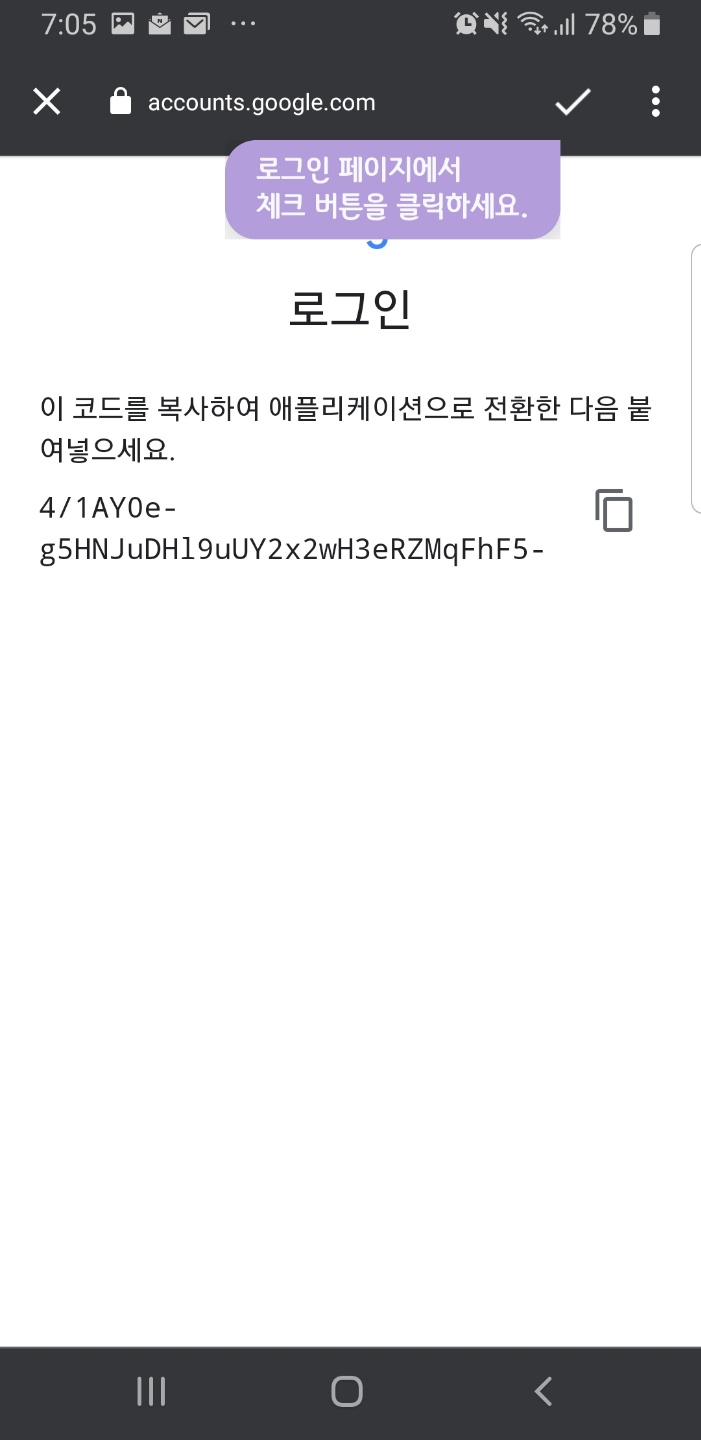 7:05
78%
accounts.google.com
로그인 페이지에서
체크 버튼을 클릭하세요.
로그인
이 코드를 복사하여 애플리케이션으로 전환한 다음 붙
여넣으세요.
4/1AY0e-
g5HNJuDHl9uUY2x2wH3eRZMqFhF5-